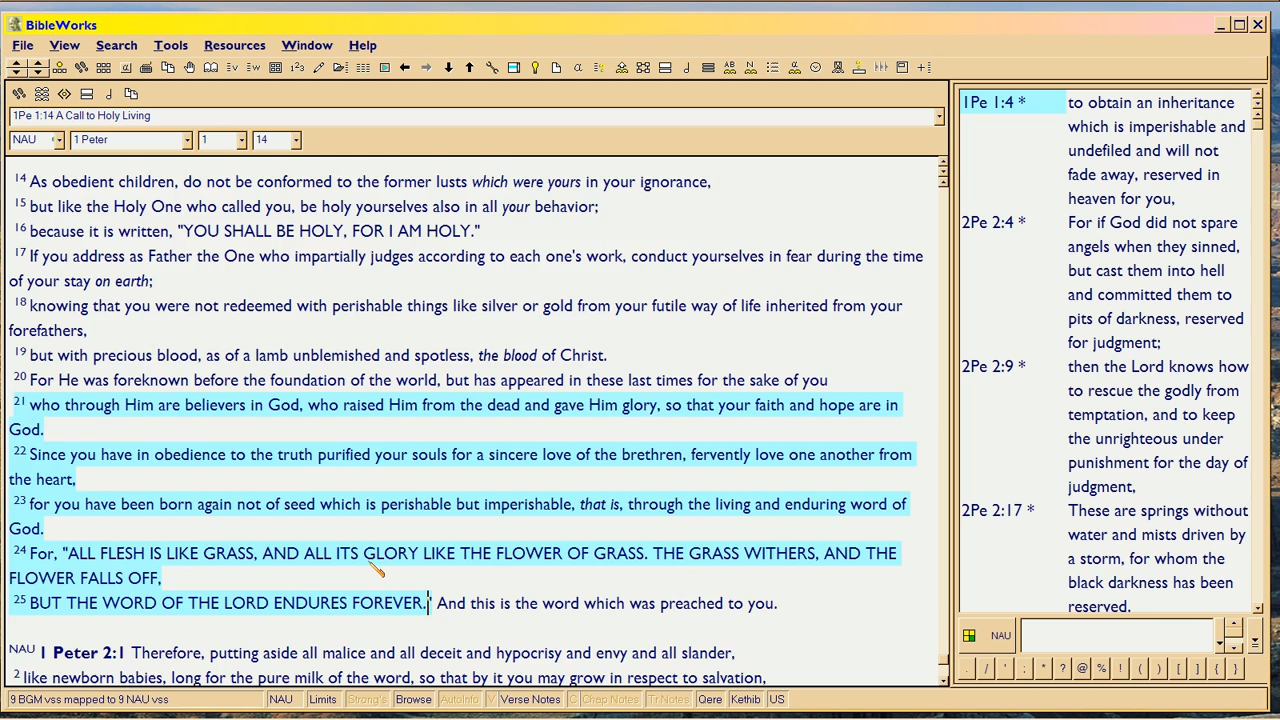 BibleWorks
File View Search Tools Resources Window Help
1Pe 1:14 A Call to Holy Living
NAU 1 Peter 1 14
14 As obedient children, do not be conformed to the former lusts which were yours in your ignorance,
15 but like the Holy One who called you, be holy yourselves also in all your behavior;
16 because it is written, "YOU SHALL BE HOLY, FOR I AM HOLY."
17 If you address as Father the One who impartially judges according to each one's work, conduct yourselves in fear during the time
of your stay on earth;
18 knowing that you were not redeemed with perishable things like silver or gold from your futile way of life inherited from your
forefathers,
19 but with precious blood, as of a lamb unblemished and spotless, the blood of Christ.
20 For He was foreknown before the foundation of the world, but has appeared in these last times for the sake of you
21 who through Him are believers in God, who raised Him from the dead and gave Him glory, so that your faith and hope are in
God.
22 Since you have in obedience to the truth purified your souls for a sincere love of the brethren, fervently love one another from
the heart,
23 for you have been born again not of seed which is perishable but imperishable, that is, through the living and enduring word of
God.
24 For, "ALL FLESH IS LIKE GRASS, AND ALL ITS GLORY LIKE THE FLOWER OF GRASS. THE GRASS WITHERS, AND THE
FLOWER FALLS OFF,
25 BUT THE WORD OF THE LORD ENDURES FOREVER." And this is the word which was preached to you.
NAU 1 Peter 2:1 Therefore, putting aside all malice and all deceit and hypocrisy and envy and all slander,
2 like newborn babies, long for the pure milk of the word, so that by it you may grow in respect to salvation,
9 BGM vss mapped to 9 NAU vss NAU Limits Strong's Browse AutoInfo C Verse Notes C Chap Notes Tr Notes Qere Kethib US
1Pe 1:4 * to obtain an inheritance
which is imperishable and
undefiled and will not
fade away, reserved in
heaven for you,
2Pe 2:4 * For if God did not spare
angels when they sinned,
but cast them into hell
and committed them to
pits of darkness, reserved
for judgment;
2Pe 2:9 * then the Lord knows how
to rescue the godly from
temptation, and to keep
the unrighteous under
punishment for the day of
judgment,
2Pe 2:17 * These are springs without
water and mists driven by
a storm, for whom the
black darkness has been
reserved.
NAU
. / ' ; * ? @ % ! ( ) [ ] { }